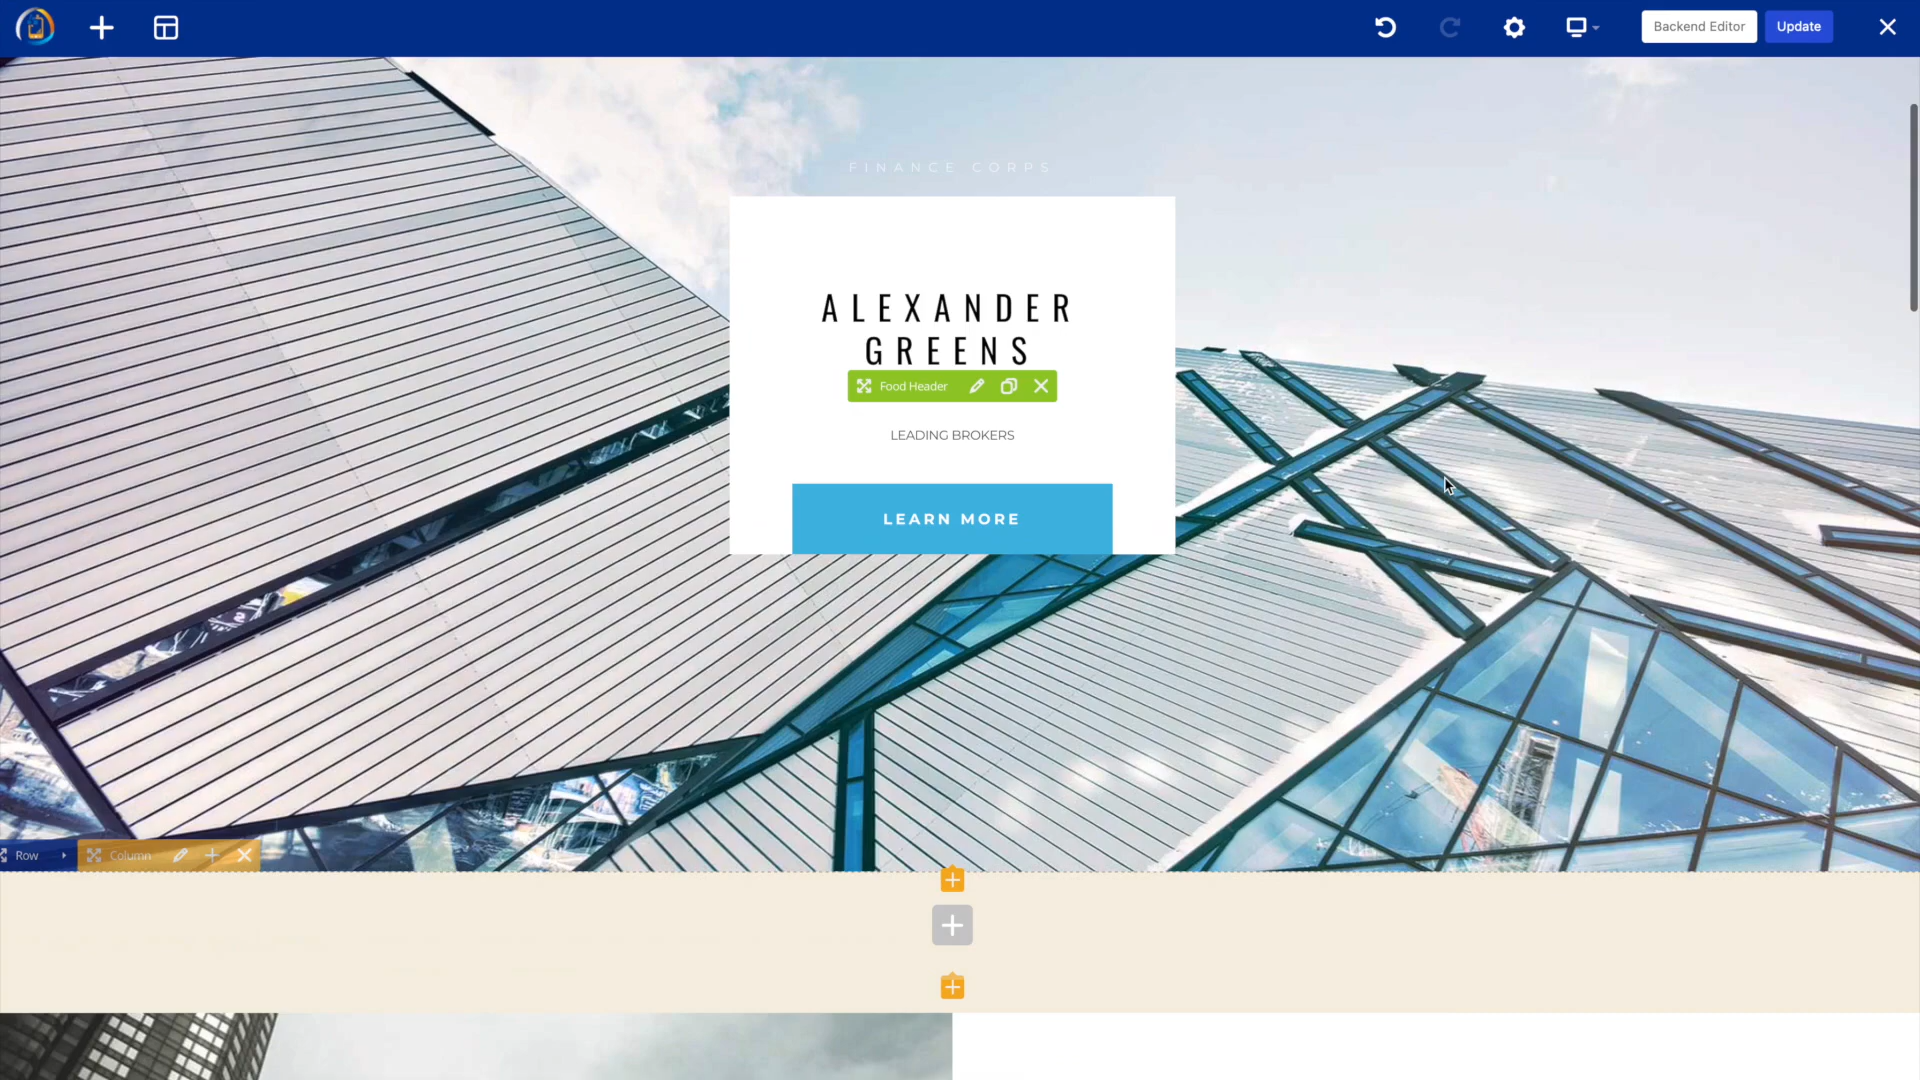 Backend Editor
Update
FINANCE CORPS
ALEXANDER
GREENS
Food Header
LEADING BROKERS
LEARN MORE
Row
Column